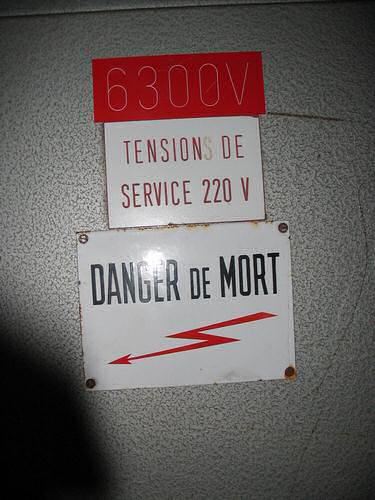 6300V
TENSIONS DE
SERVICE 220 V
DANGER DE MORT